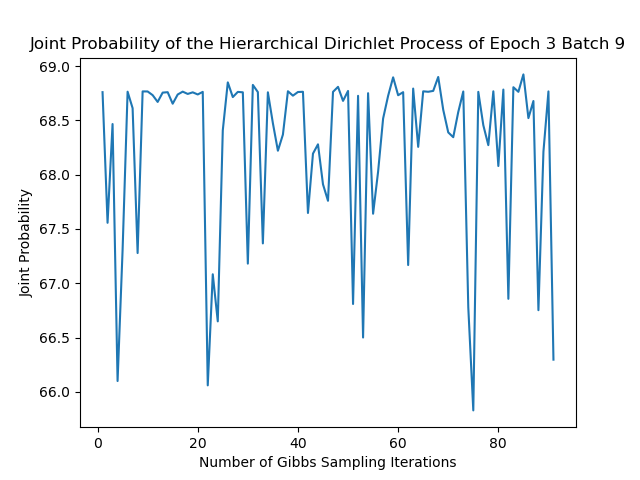 Joint Probability of the Hierarchical Dirichlet Process of Epoch 3 Batch 9
69.0
68.5
68.0
67.5
67.0
66.5
66.0
Joint Probability
0 20 40 60 80
Number of Gibbs Sampling Iterations